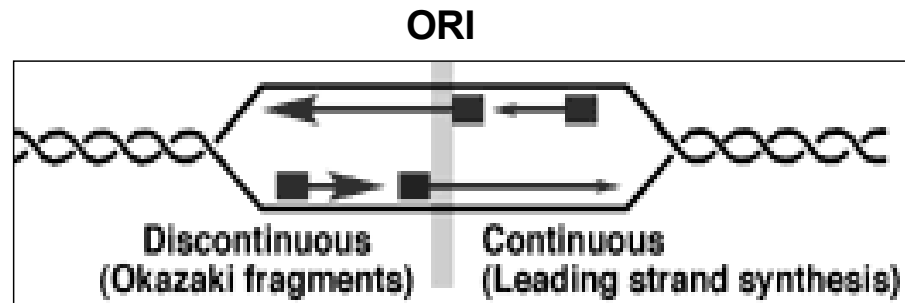 ORI
Discontinuous
(Okazaki fragments)
Continuous
(Leading strand synthesis)